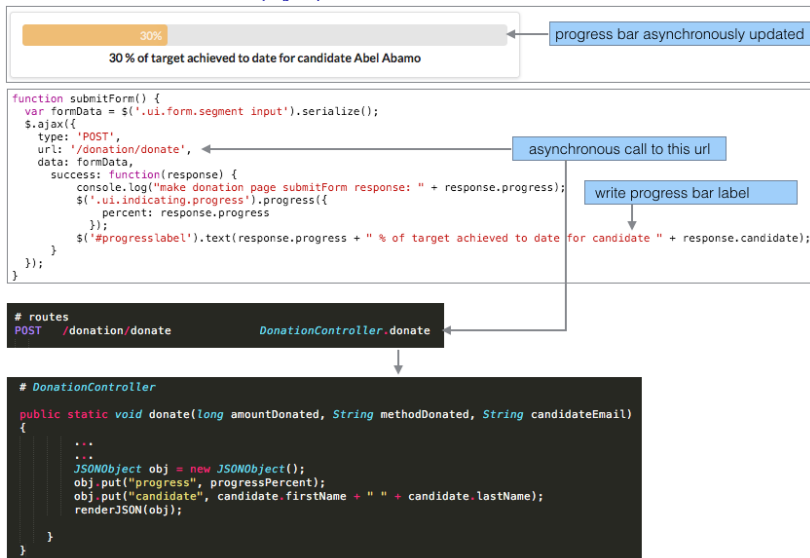 30%
progress bar asynchronously updated
30 % of target achieved to date for candidate Abel Abamo
function submitForm() {
var formData = $('.ui.form.segment input').serialize();
$.ajax({
type: 'POST',
url: '/donation/donate',
asynchronous call to this url
data: formData,
success: function(response) {
console.log("make donation page submitForm response: " + response.progress);
$('.ui.indicating.progress').progress({
write progress bar label
percent: response.progress
});
$('#progresslabel').text(response.progress + " % of target achieved to date for candidate " + response.candidate);
}
});
}
# routes
POST /donation/donate DonationController.donate
# DonationController
public static void donate(long amountDonated, String methodDonated, String candidateEmail)
{
...
...
JSONObject obj = new JSONObject();
obj.put("progress", progressPercent);
obj.put("candidate", candidate.firstName + " " + candidate.lastName);
renderJSON(obj);
}
}